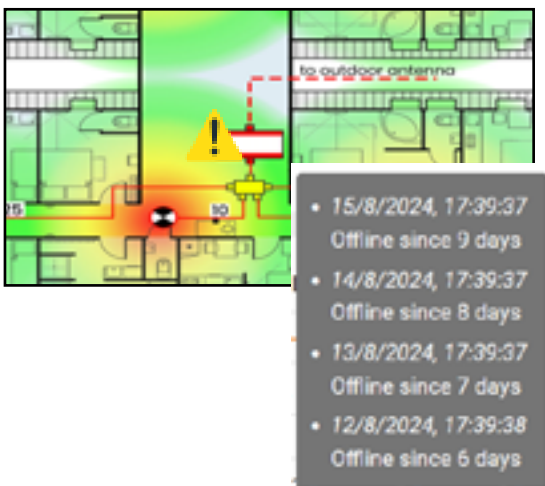 to outdoor antenna
10
• 15/8/2024, 17:39:37
Offline since 9 days
• 14/8/2024, 17:39:37
Offline since 8 days
• 13/8/2024, 17:39:37
Offline since 7 days
• 12/8/2024, 17:39:38
Offline since 6 days